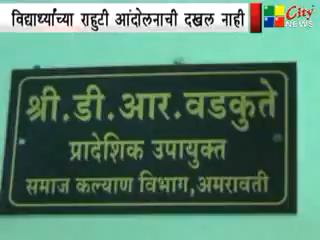 विद्यार्थ्यांच्या राहुटी आंदोलनाची दखल नाही
City
NEWS
श्री.डी.आर.वडकुते
प्रादेशिक उपायुक्त
समाज कल्याण विभाग,अमरावती